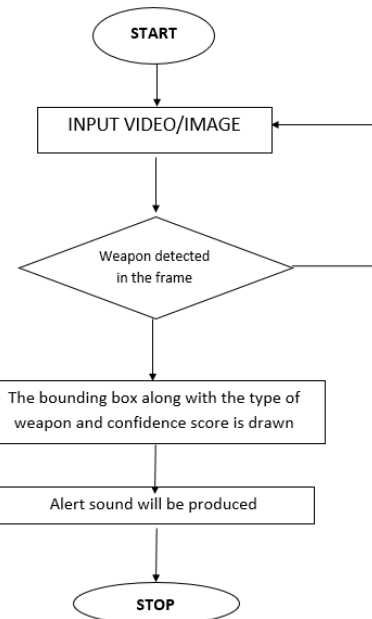 START
INPUT VIDEO/IMAGE
Weapon detected
in the frame
The bounding box along with the type of
weapon and confidence score is drawn
Alert sound will be produced
STOP